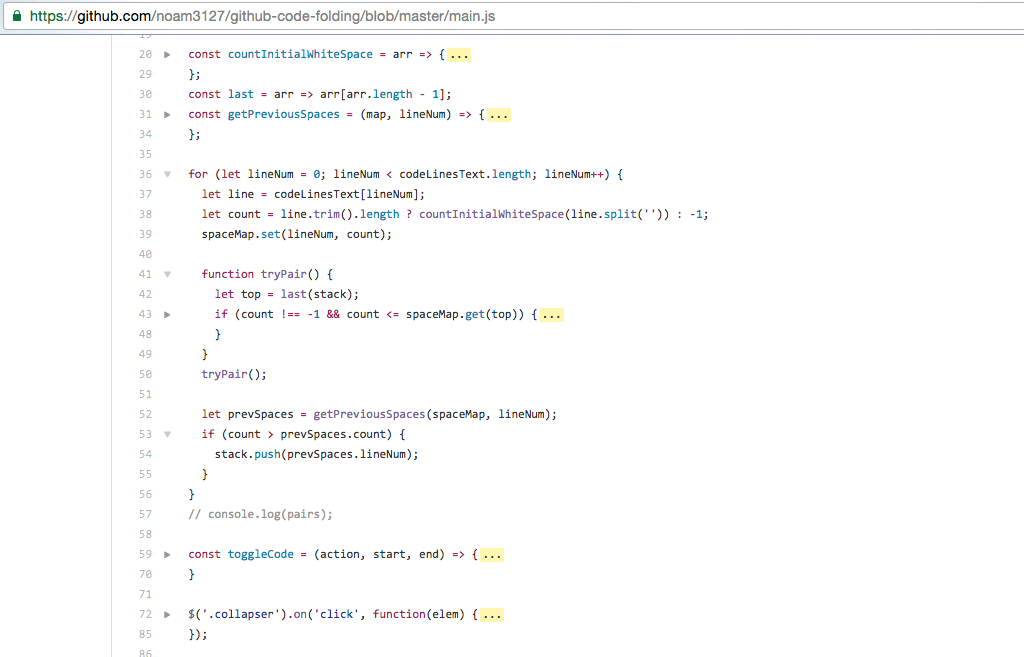 https://github.com/noam3127/github-code-folding/blob/master/main.js
19
20 ▶ const countInitialWhiteSpace = arr => { ...
29 };
30 const last = arr => arr[arr.length - 1];
31 ▶ const getPreviousSpaces = (map, lineNum) => { ...
34 };
35
36 ▼ for (let lineNum = 0; lineNum < codeLinesText.length; lineNum++) {
37 let line = codeLinesText[lineNum];
38 let count = line.trim().length ? countInitialWhiteSpace(line.split('')) : -1;
39 spaceMap.set(lineNum, count);
40
41 ▼ function tryPair() {
42 let top = last(stack);
43 ▶ if (count !== -1 && count <= spaceMap.get(top)) { ...
48 }
49 }
50 tryPair();
51
52 let prevSpaces = getPreviousSpaces(spaceMap, lineNum);
53 ▼ if (count > prevSpaces.count) {
54 stack.push(prevSpaces.lineNum);
55 }
56 }
57 // console.log(pairs);
58
59 ▶ const toggleCode = (action, start, end) => { ...
70 }
71
72 ▶ $('.collapser').on('click', function(elem) { ...
85 });
86